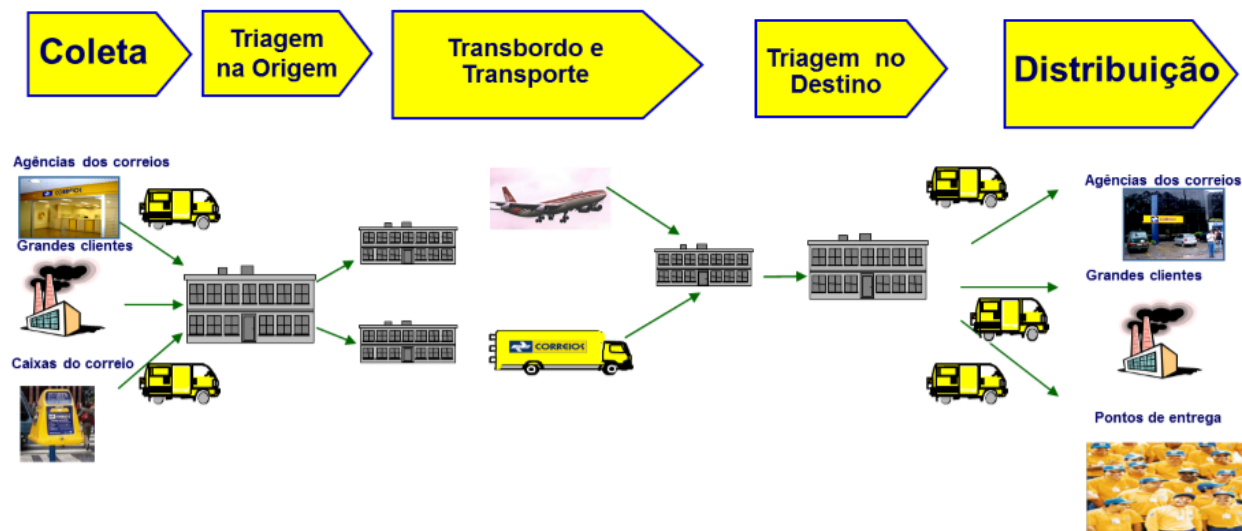 Coleta
Triagem
na Origem
Transbordo e
Transporte
Triagem no
Destino
Distribuição
Agências dos correios
CORREIOS
Grandes clientes
Caixas do correio
CORREIOS
Agências dos correios
Grandes clientes
Pontos de entrega